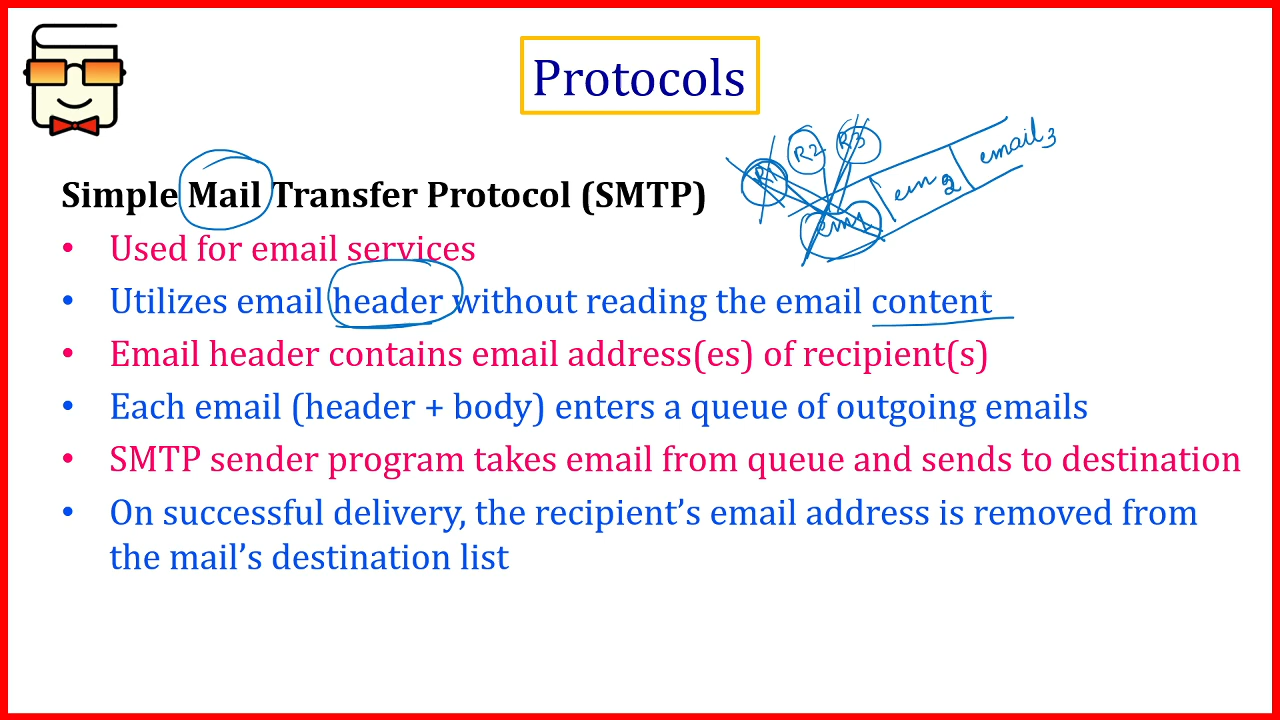 Protocols
R1 R2 R3
em1 em 2 email 3
Simple Mail Transfer Protocol (SMTP)
• Used for email services
• Utilizes email header without reading the email content
• Email header contains email address(es) of recipient(s)
• Each email (header + body) enters a queue of outgoing emails
• SMTP sender program takes email from queue and sends to destination
• On successful delivery, the recipient’s email address is removed from
the mail’s destination list